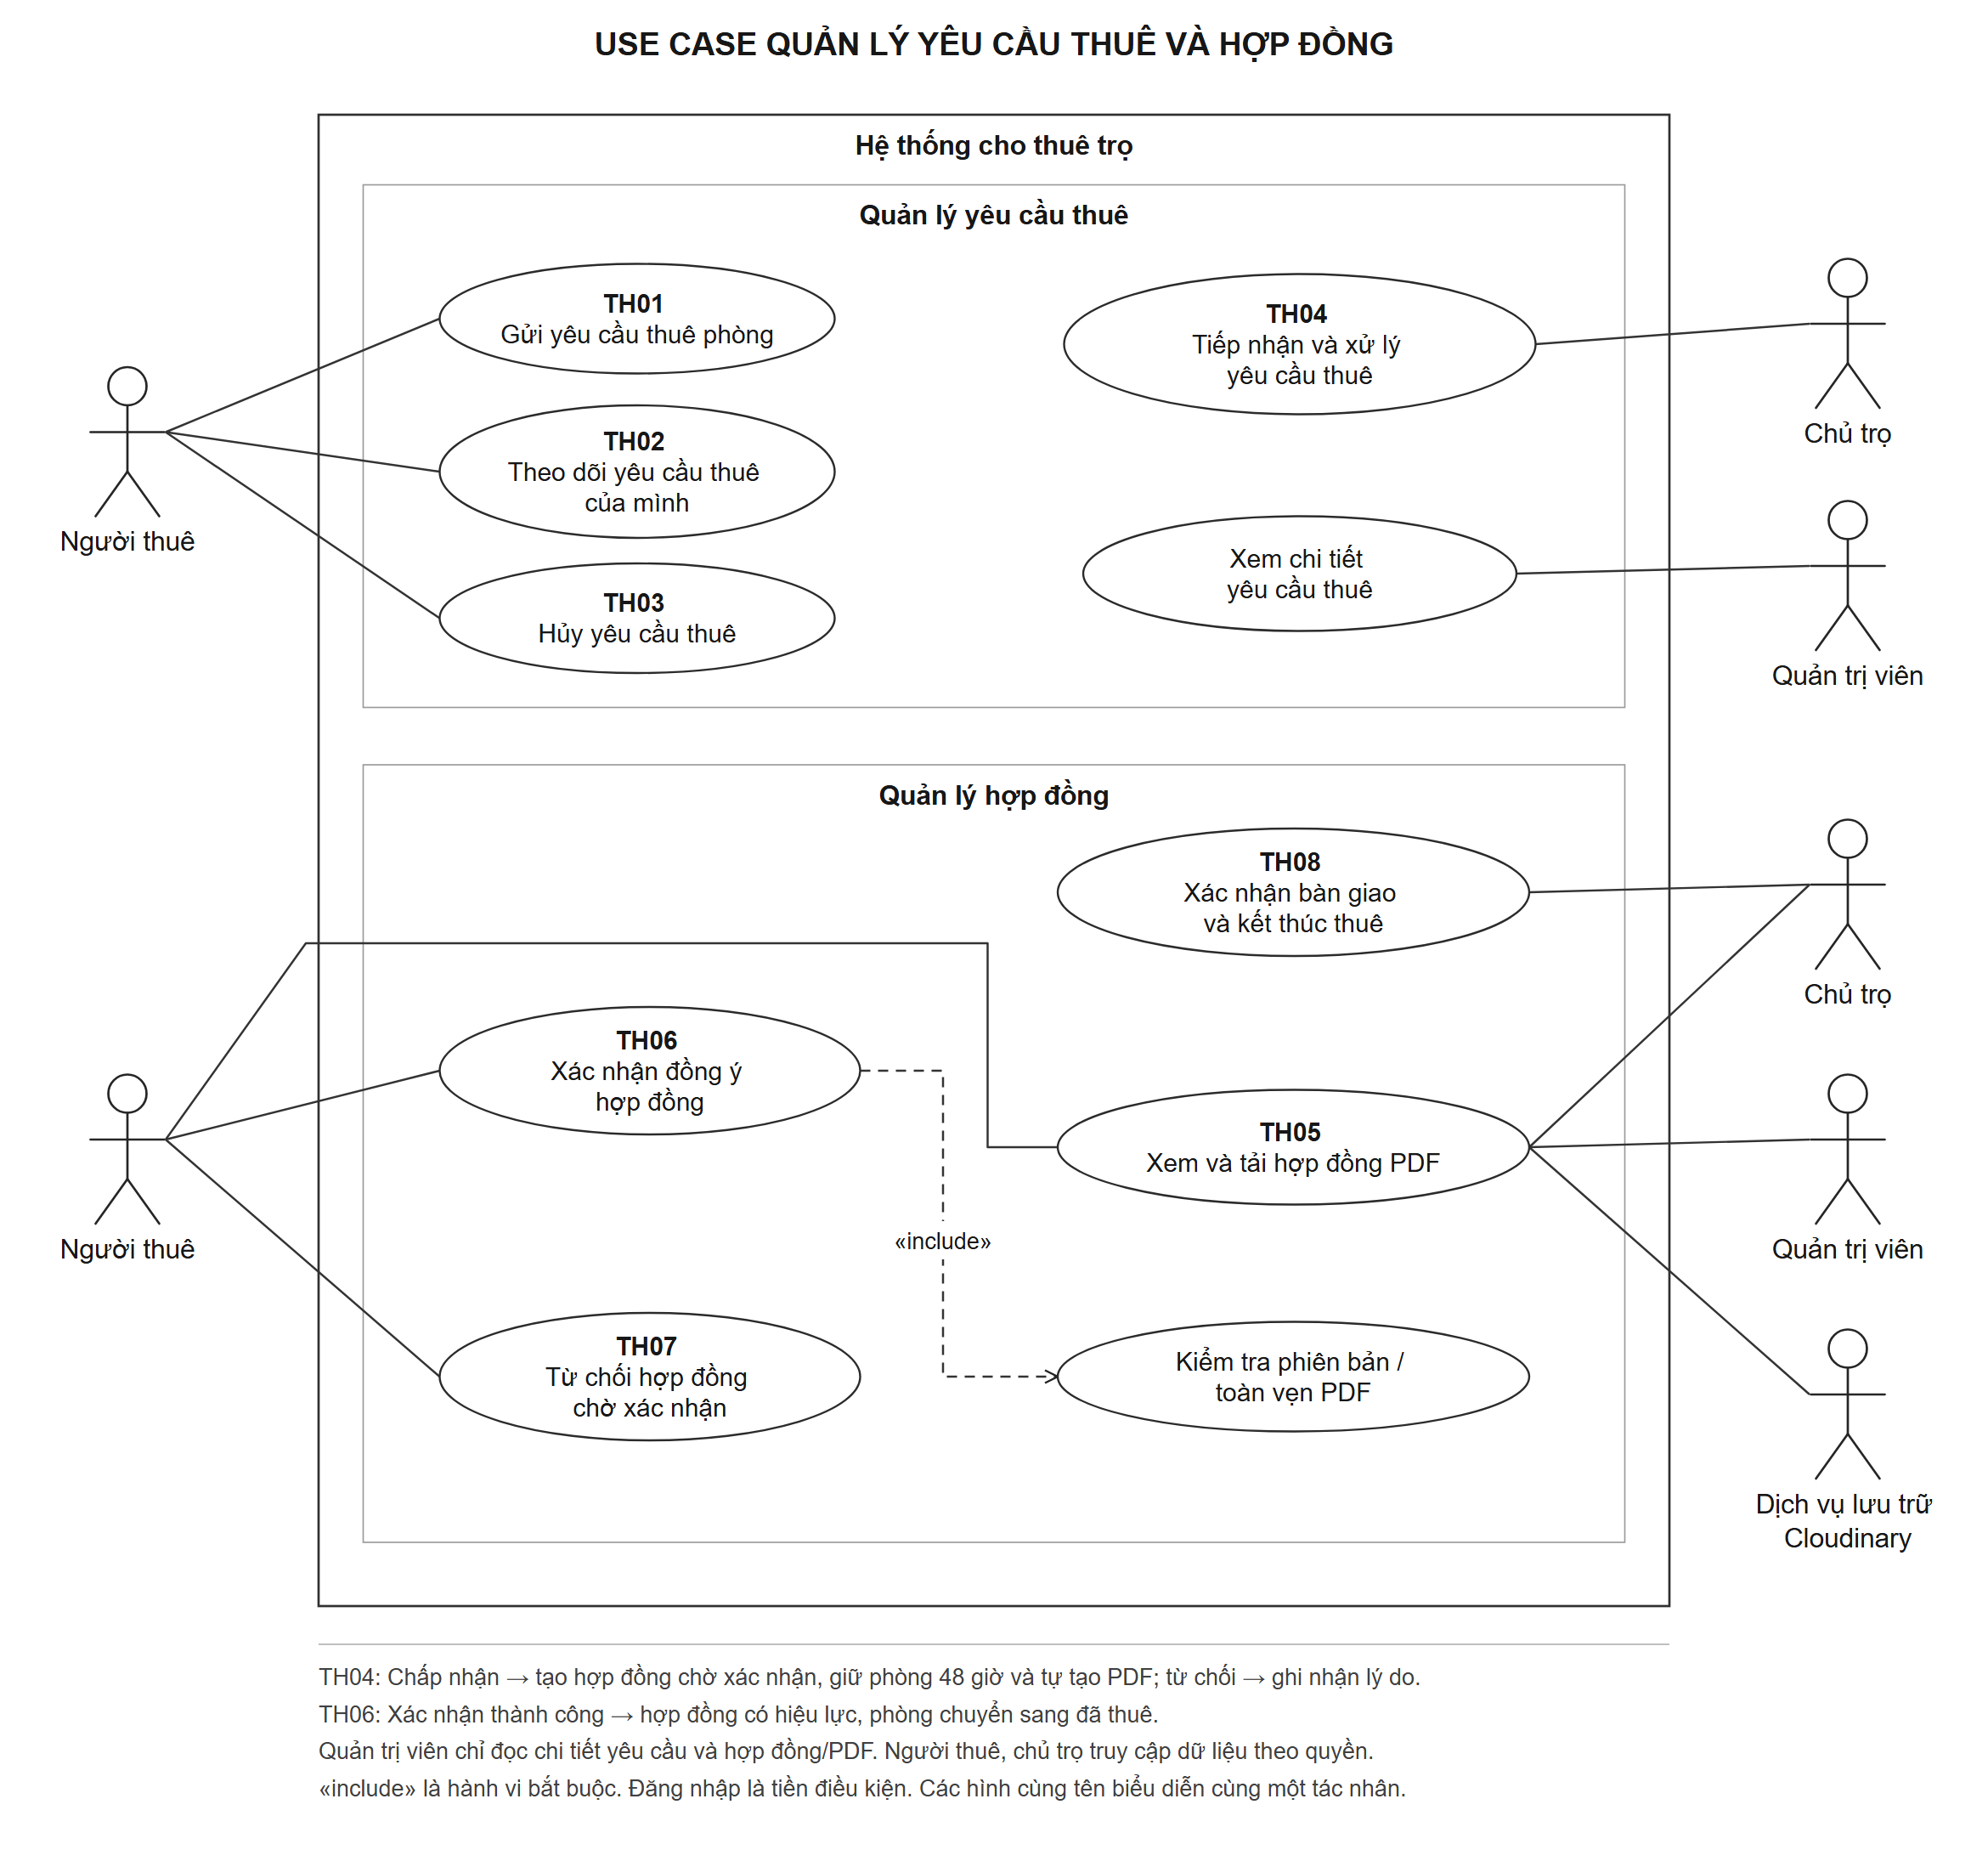 USE CASE QUẢN LÝ YÊU CẦU THUÊ VÀ HỢP ĐỒNG
Hệ thống cho thuê trọ
Quản lý yêu cầu thuê
TH01
Gửi yêu cầu thuê phòng
TH02
Theo dõi yêu cầu thuê
của mình
TH03
Hủy yêu cầu thuê
Người thuê
TH04
Tiếp nhận và xử lý
yêu cầu thuê
Xem chi tiết
yêu cầu thuê
Chủ trọ
Quản trị viên
Quản lý hợp đồng
TH08
Xác nhận bàn giao
và kết thúc thuê
Chủ trọ
TH06
Xác nhận đồng ý
hợp đồng
TH05
Xem và tải hợp đồng PDF
Người thuê
«include»
Quản trị viên
TH07
Từ chối hợp đồng
chờ xác nhận
Kiểm tra phiên bản /
toàn vẹn PDF
Dịch vụ lưu trữ
Cloudinary
TH04: Chấp nhận → tạo hợp đồng chờ xác nhận, giữ phòng 48 giờ và tự tạo PDF; từ chối → ghi nhận lý do.
TH06: Xác nhận thành công → hợp đồng có hiệu lực, phòng chuyển sang đã thuê.
Quản trị viên chỉ đọc chi tiết yêu cầu và hợp đồng/PDF. Người thuê, chủ trọ truy cập dữ liệu theo quyền.
«include» là hành vi bắt buộc. Đăng nhập là tiền điều kiện. Các hình cùng tên biểu diễn cùng một tác nhân.